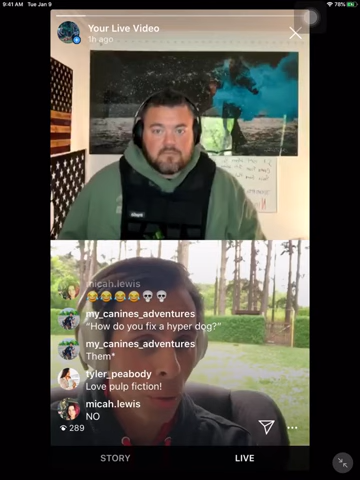 9:41 AM Tue Jan 9
78%
Your Live Video
1h ago
micah.lewis
😂😂😂😂💀💀
my_canines_adventures
"How do you fix a hyper dog?"
my_canines_adventures
Them*
tyler_peabody
Love pulp fiction!
micah.lewis
NO
289
STORY LIVE